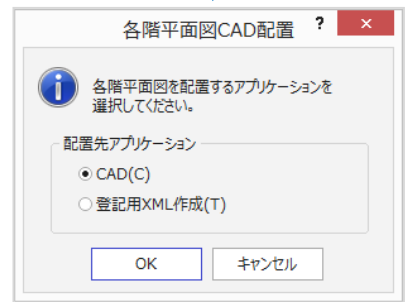 各階平面図CAD配置
?
×
各階平面図を配置するアプリケーションを
選択してください。
配置先アプリケーション
CAD(C)
登記用XML作成(T)
OK
キャンセル